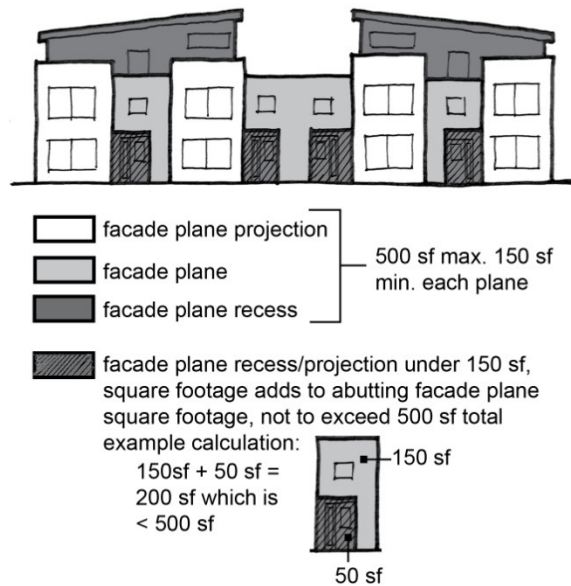 facade plane projection
facade plane
facade plane recess
500 sf max. 150 sf
min. each plane
facade plane recess/projection under 150 sf,
square footage adds to abutting facade plane
square footage, not to exceed 500 sf total
example calculation:
150sf + 50 sf =
200 sf which is
< 500 sf
150 sf
50 sf